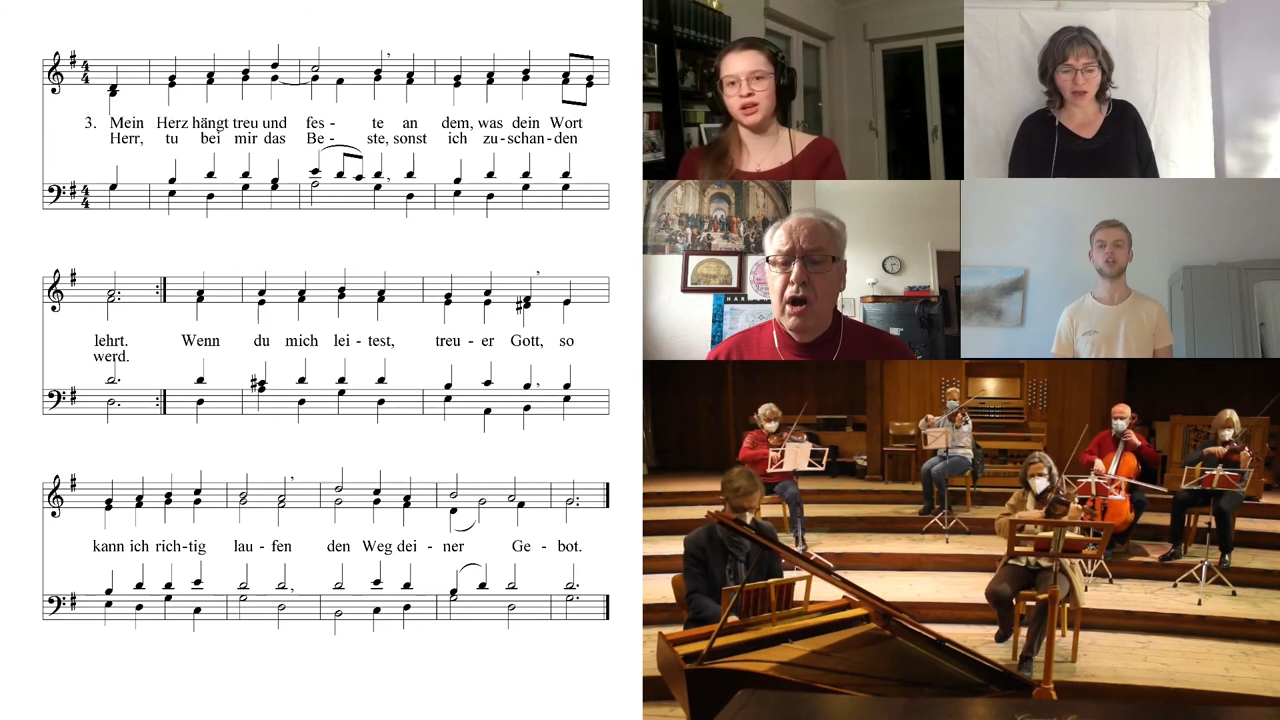 3. Mein Herz hängt treu und fes - te an dem, was dein Wort
Herr, tu bei mir das Be - ste, sonst ich zu - schan - den
lehrt. Wenn du mich lei - test, treu - er Gott, so
werd.
kann ich rich - tig lau - fen den Weg dei - ner Ge - bot.